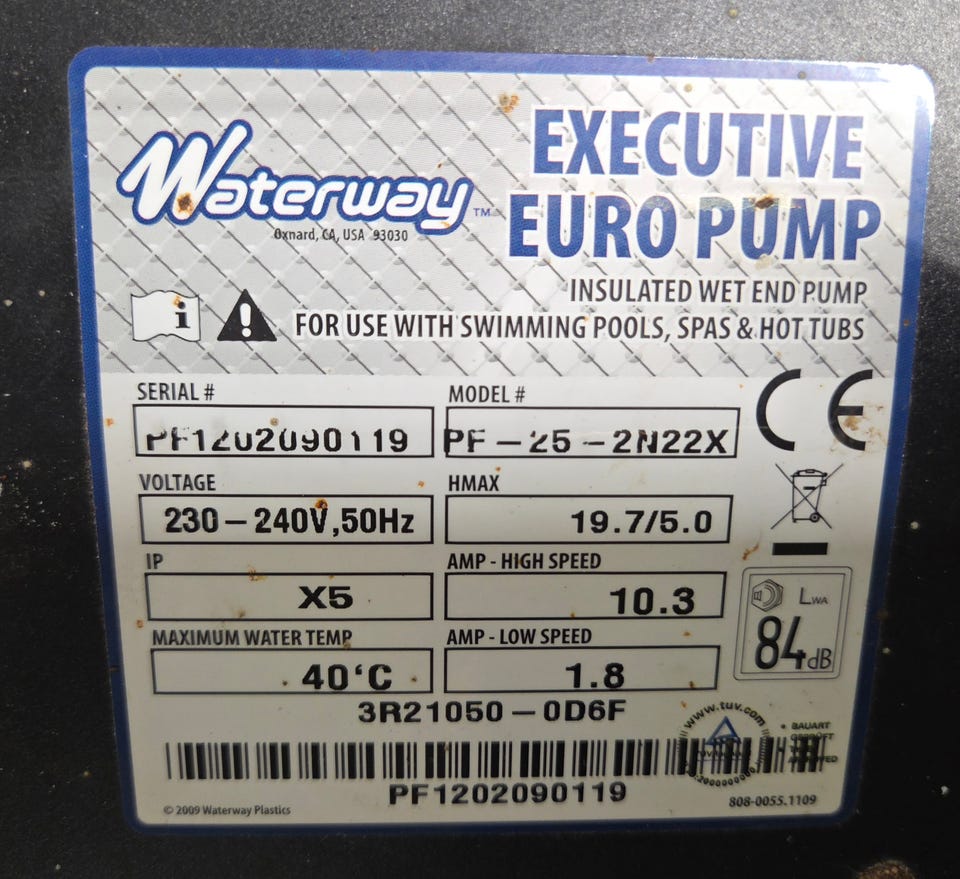 EXECUTIVE
Waterway™ EURO PUMP
Oxnard, CA, USA 93030
INSULATED WET END PUMP
i ! FOR USE WITH SWIMMING POOLS, SPAS & HOT TUBS
SERIAL # MODEL #
PF1202090119 PF-25-2N22X CE
VOLTAGE HMAX
230-240V,50Hz 19.7/5.0
IP AMP - HIGH SPEED
X5 10.3
LWA
84dB
MAXIMUM WATER TEMP AMP - LOW SPEED
40'C 1.8
3R21050-0D6F
www.tuv.com
BAUART
PF1202090119
© 2009 Waterway Plastics 808-0055.1109